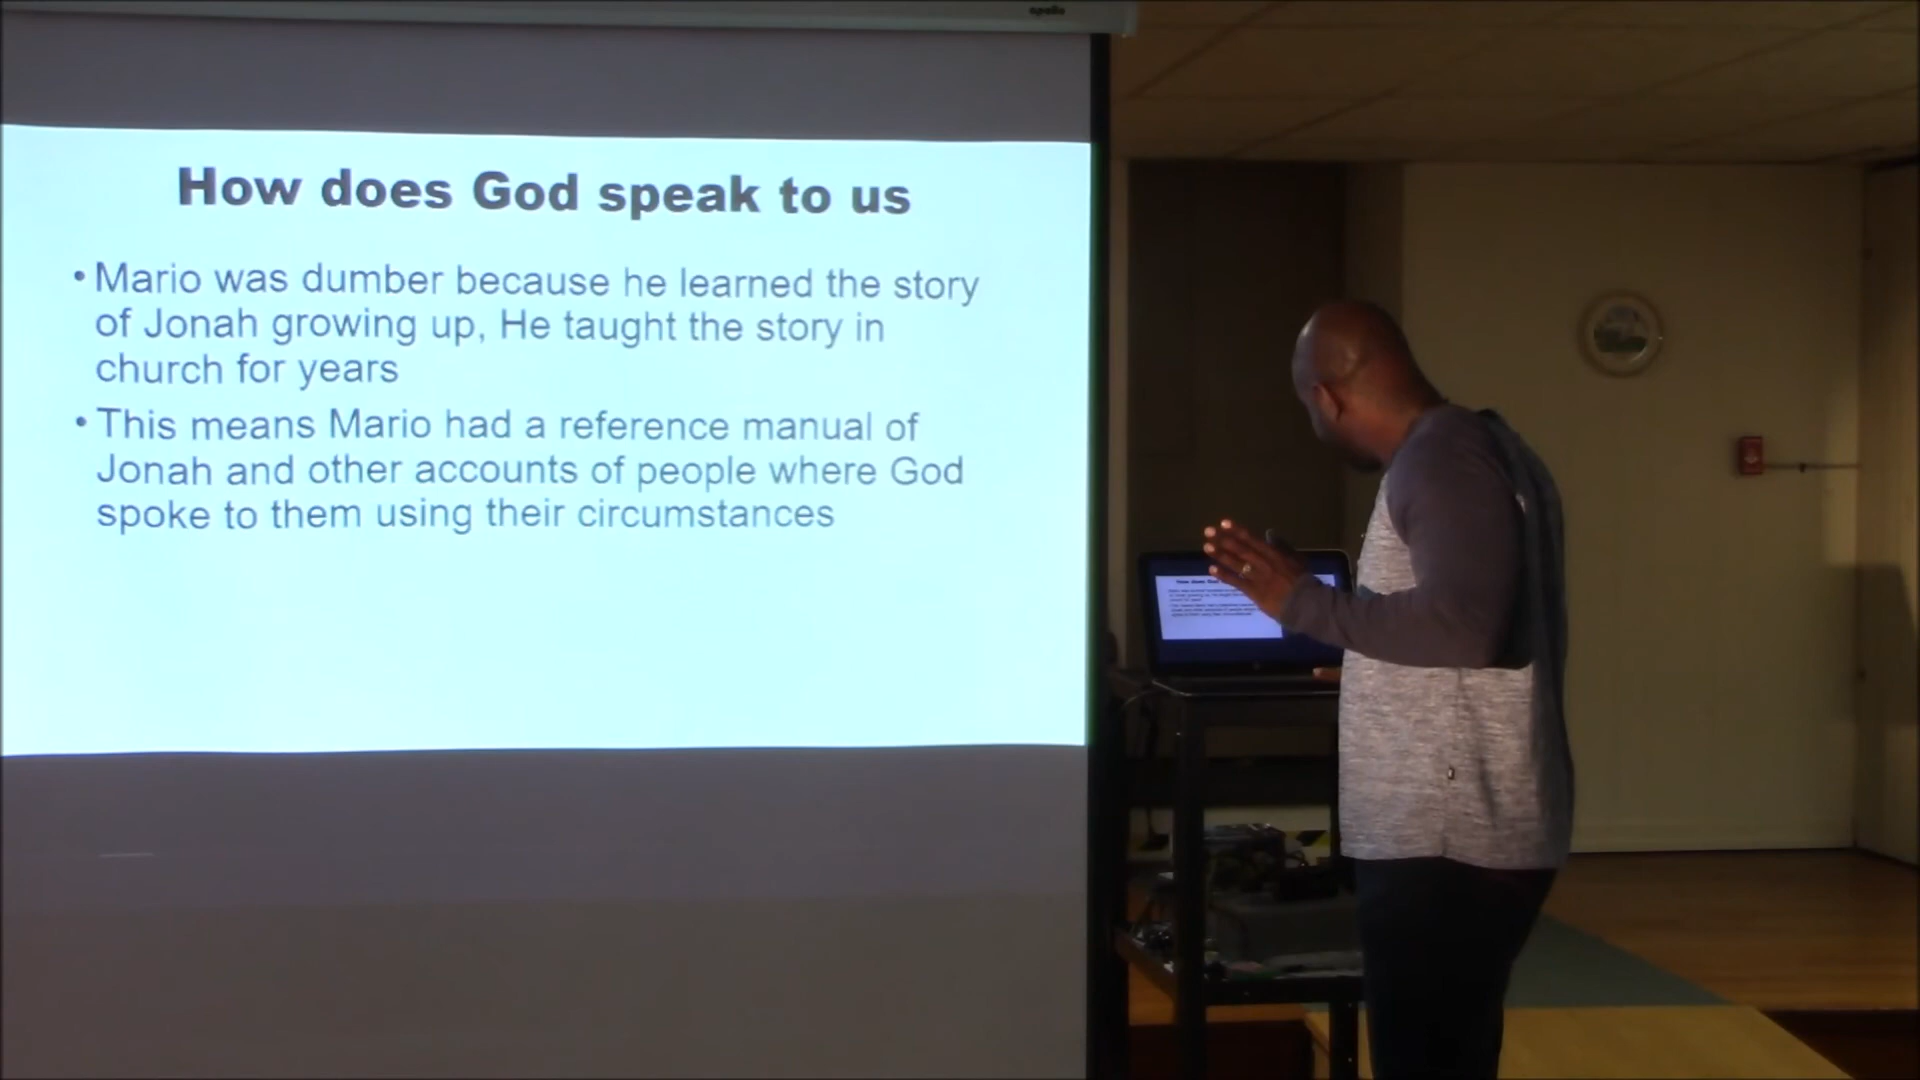 apollo
How does God speak to us
• Mario was dumber because he learned the story
of Jonah growing up, He taught the story in
church for years
• This means Mario had a reference manual of
Jonah and other accounts of people where God
spoke to them using their circumstances